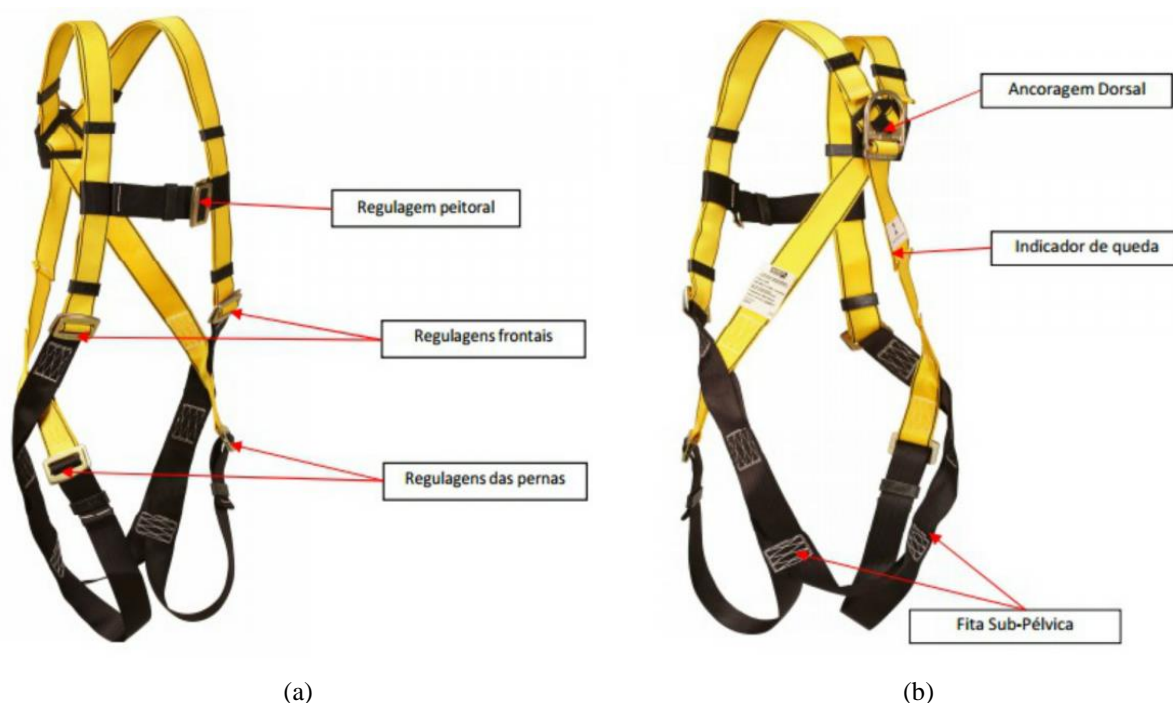 Ancoragem Dorsal
Regulagem peitoral
Indicador de queda
Regulagens frontais
Regulagens das pernas
Fita Sub-Pélvica
(a)
(b)